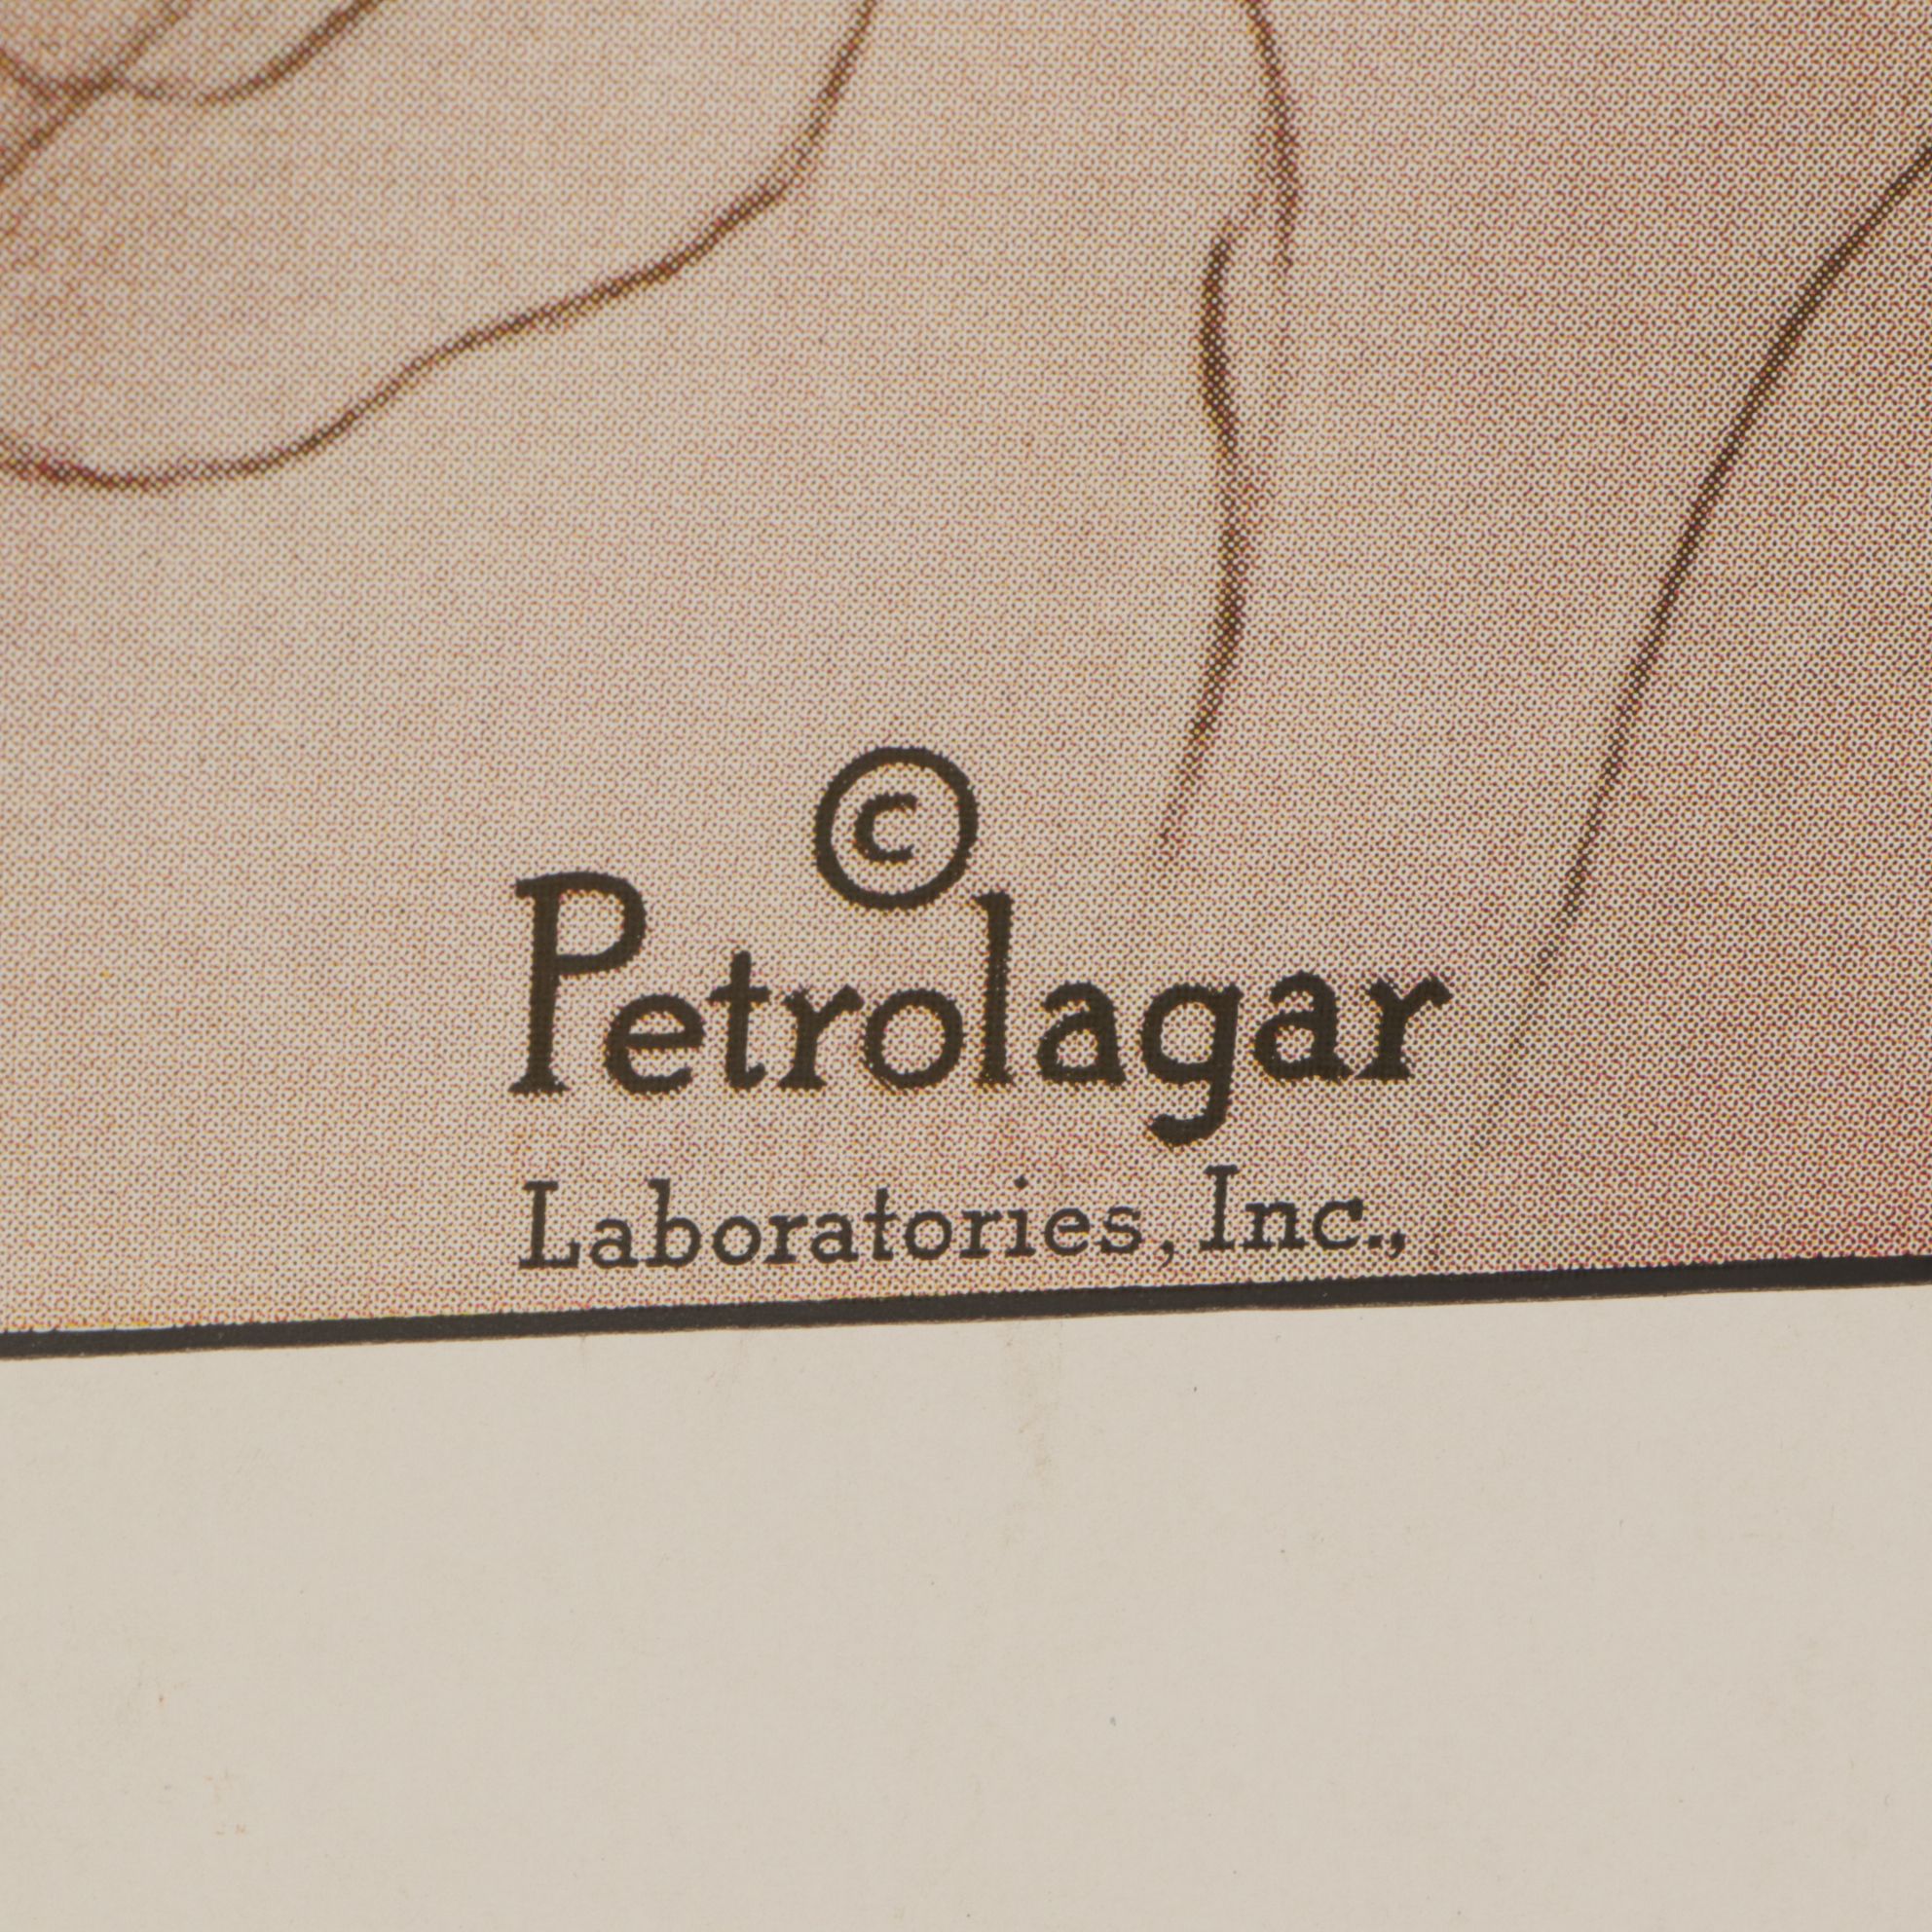 ©
Petrolagar
Laboratories, Inc.,